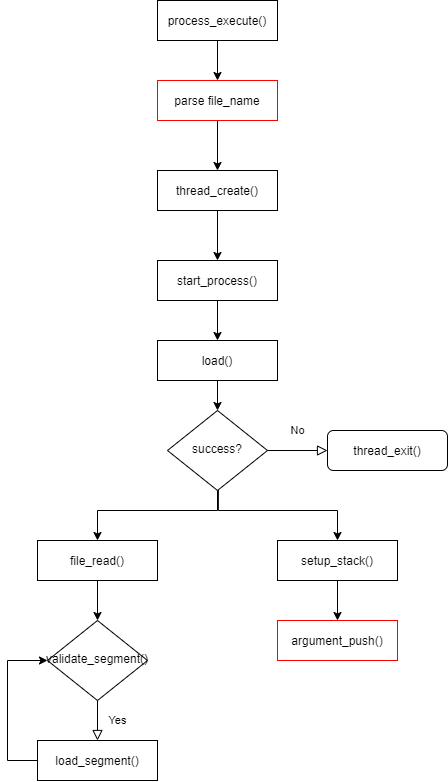 process_execute()
parse file_name
thread_create()
start_process()
load()
success?
No
thread_exit()
file_read()
setup_stack()
validate_segment()
argument_push()
Yes
load_segment()